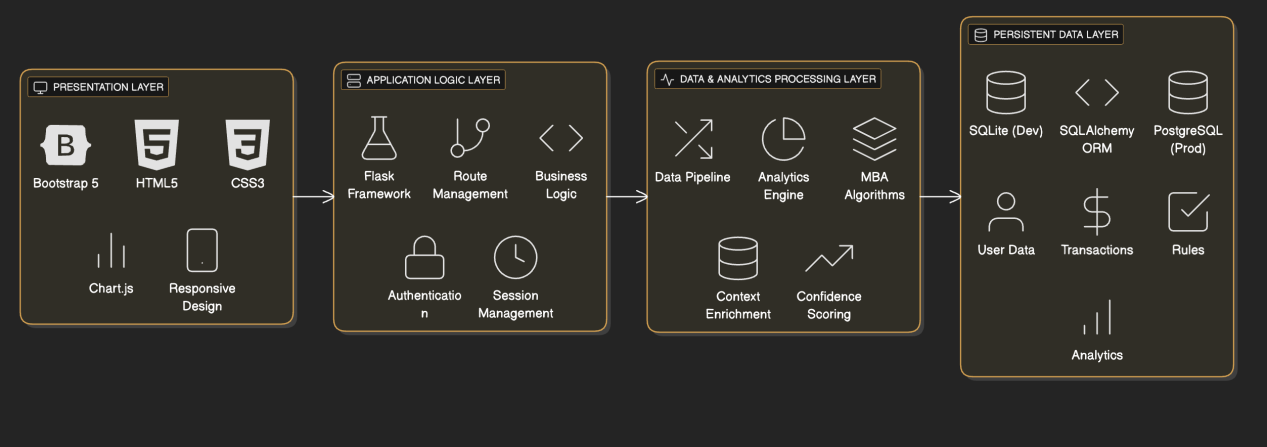 PRESENTATION LAYER
B
Bootstrap 5
5
HTML5
3
CSS3
Chart.js
Responsive
Design
APPLICATION LOGIC LAYER
Flask
Framework
Route
Management
Business
Logic
Authenticatio
n
Session
Management
DATA & ANALYTICS PROCESSING LAYER
Data Pipeline
Analytics
Engine
MBA
Algorithms
Context
Enrichment
Confidence
Scoring
PERSISTENT DATA LAYER
SQLite (Dev)
SQLAlchemy
ORM
PostgreSQL
(Prod)
User Data
Transactions
Rules
Analytics